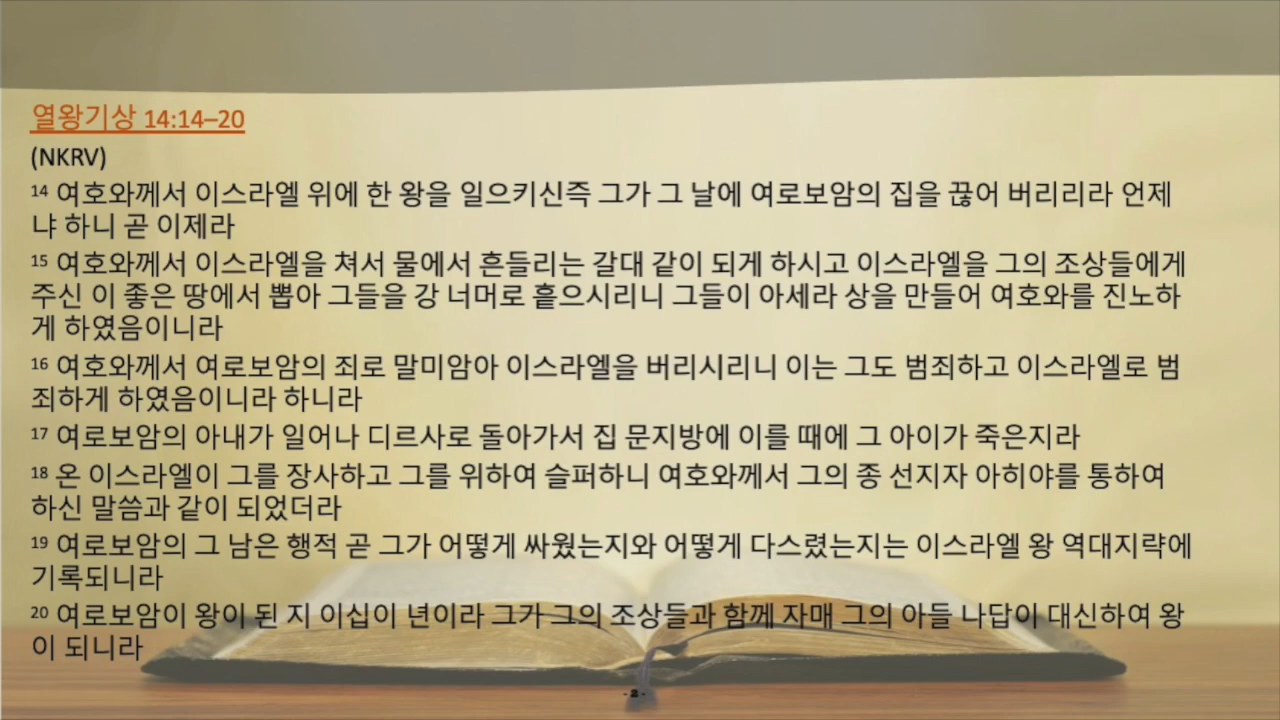 열왕기상 14:14–20
(NKRV)
14 여호와께서 이스라엘 위에 한 왕을 일으키신즉 그가 그 날에 여로보암의 집을 끊어 버리리라 언제
냐 하니 곧 이제라
15 여호와께서 이스라엘을 쳐서 물에서 흔들리는 갈대 같이 되게 하시고 이스라엘을 그의 조상들에게
주신 이 좋은 땅에서 뽑아 그들을 강 너머로 흩으시리니 그들이 아세라 상을 만들어 여호와를 진노하
게 하였음이니라
16 여호와께서 여로보암의 죄로 말미암아 이스라엘을 버리시리니 이는 그도 범죄하고 이스라엘로 범
죄하게 하였음이니라 하니라
17 여로보암의 아내가 일어나 디르사로 돌아가서 집 문지방에 이를 때에 그 아이가 죽은지라
18 온 이스라엘이 그를 장사하고 그를 위하여 슬퍼하니 여호와께서 그의 종 선지자 아히야를 통하여
하신 말씀과 같이 되었더라
19 여로보암의 그 남은 행적 곧 그가 어떻게 싸웠는지와 어떻게 다스렸는지는 이스라엘 왕 역대지략에
기록되니라
20 여로보암이 왕이 된 지 이십이 년이라 그가 그의 조상들과 함께 자매 그의 아들 나답이 대신하여 왕
이 되니라
- 2 -